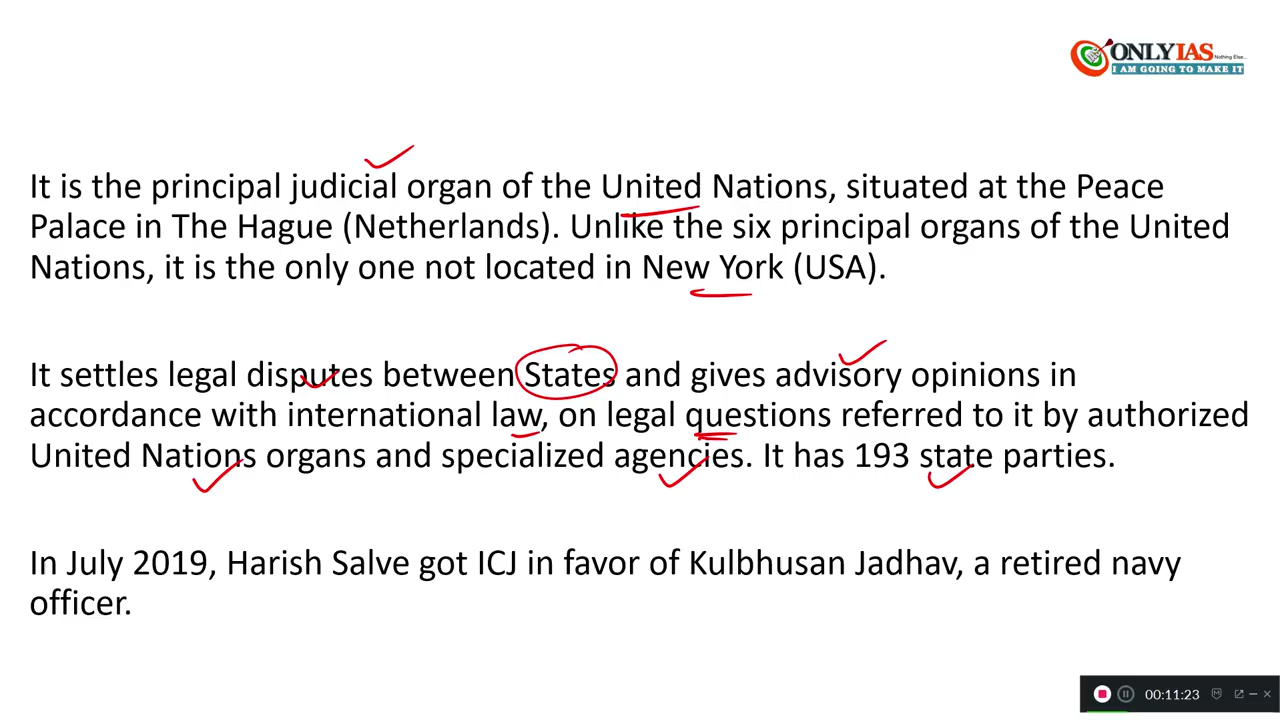 ONLYIAS
Nothing Else...
I AM GOING TO MAKE IT
It is the principal judicial organ of the United Nations, situated at the Peace
Palace in The Hague (Netherlands). Unlike the six principal organs of the United
Nations, it is the only one not located in New York (USA).
It settles legal disputes between States and gives advisory opinions in
accordance with international law, on legal questions referred to it by authorized
United Nations organs and specialized agencies. It has 193 state parties.
In July 2019, Harish Salve got ICJ in favor of Kulbhusan Jadhav, a retired navy
officer.
00:11:23